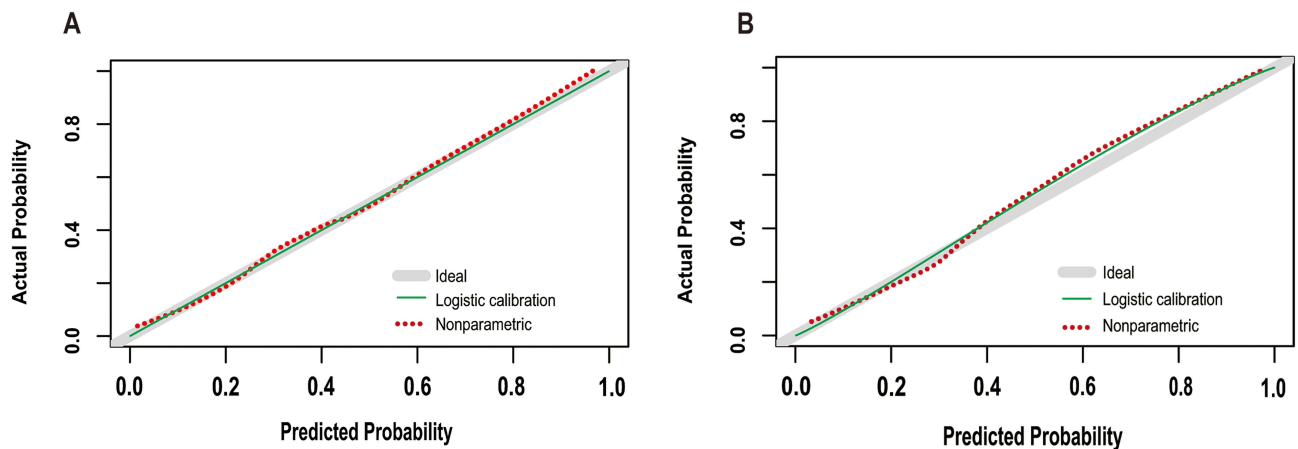 A
Actual Probability
0.8
0.4
0.0
Ideal
Logistic calibration
Nonparametric
0.0 0.2 0.4 0.6 0.8 1.0
Predicted Probability
B
Actual Probability
0.8
0.4
0.0
Ideal
Logistic calibration
Nonparametric
0.0 0.2 0.4 0.6 0.8 1.0
Predicted Probability